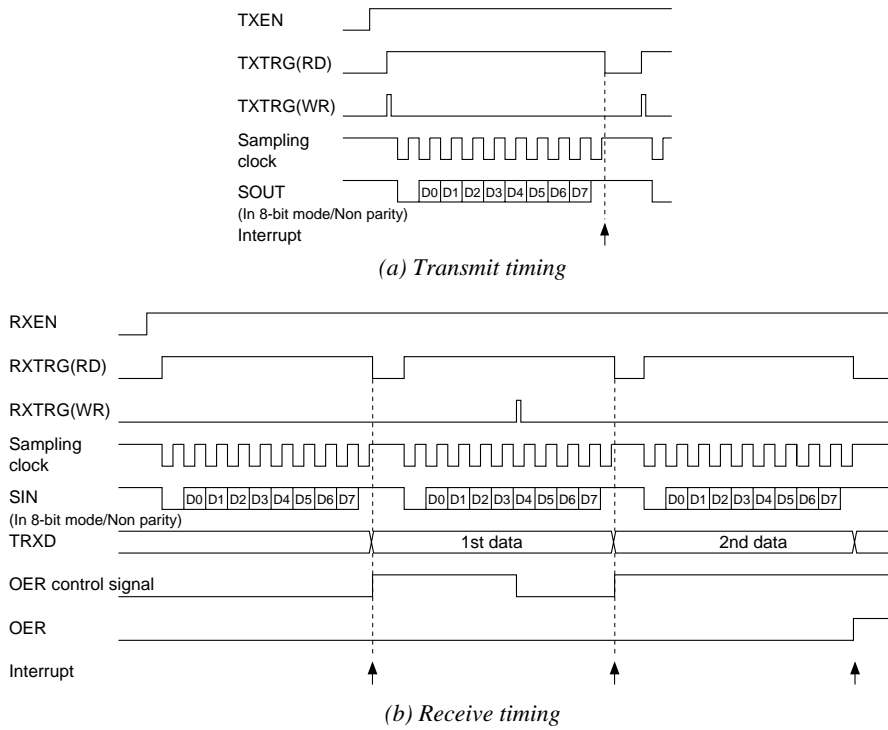 TXEN
TXTRG(RD)
TXTRG(WR)
Sampling
clock
SOUT
D0 D1 D2 D3 D4 D5 D6 D7
(In 8-bit mode/Non parity)
Interrupt
(a) Transmit timing
RXEN
RXTRG(RD)
RXTRG(WR)
Sampling
clock
SIN
D0 D1 D2 D3 D4 D5 D6 D7 D0 D1 D2 D3 D4 D5 D6 D7 D0 D1 D2 D3 D4 D5 D6 D7
(In 8-bit mode/Non parity)
TRXD 1st data 2nd data
OER control signal
OER
Interrupt
(b) Receive timing